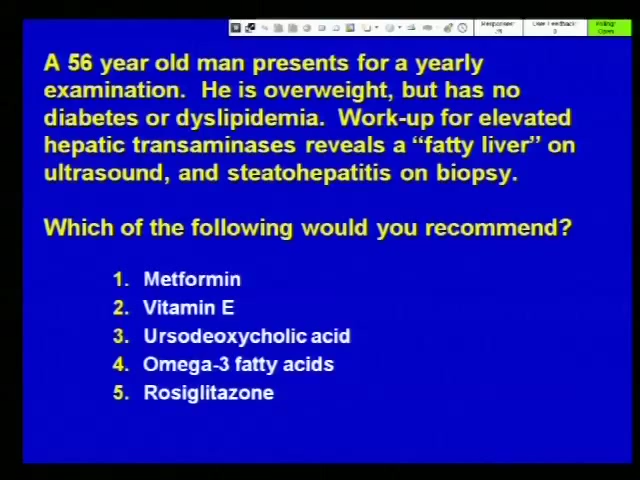 A 56 year old man presents for a yearly
examination.  He is overweight, but has no
diabetes or dyslipidemia.  Work-up for elevated
hepatic transaminases reveals a “fatty liver” on
ultrasound, and steatohepatitis on biopsy.
Which of the following would you recommend?
1. Metformin
2. Vitamin E
3. Ursodeoxycholic acid
4. Omega-3 fatty acids
5. Rosiglitazone